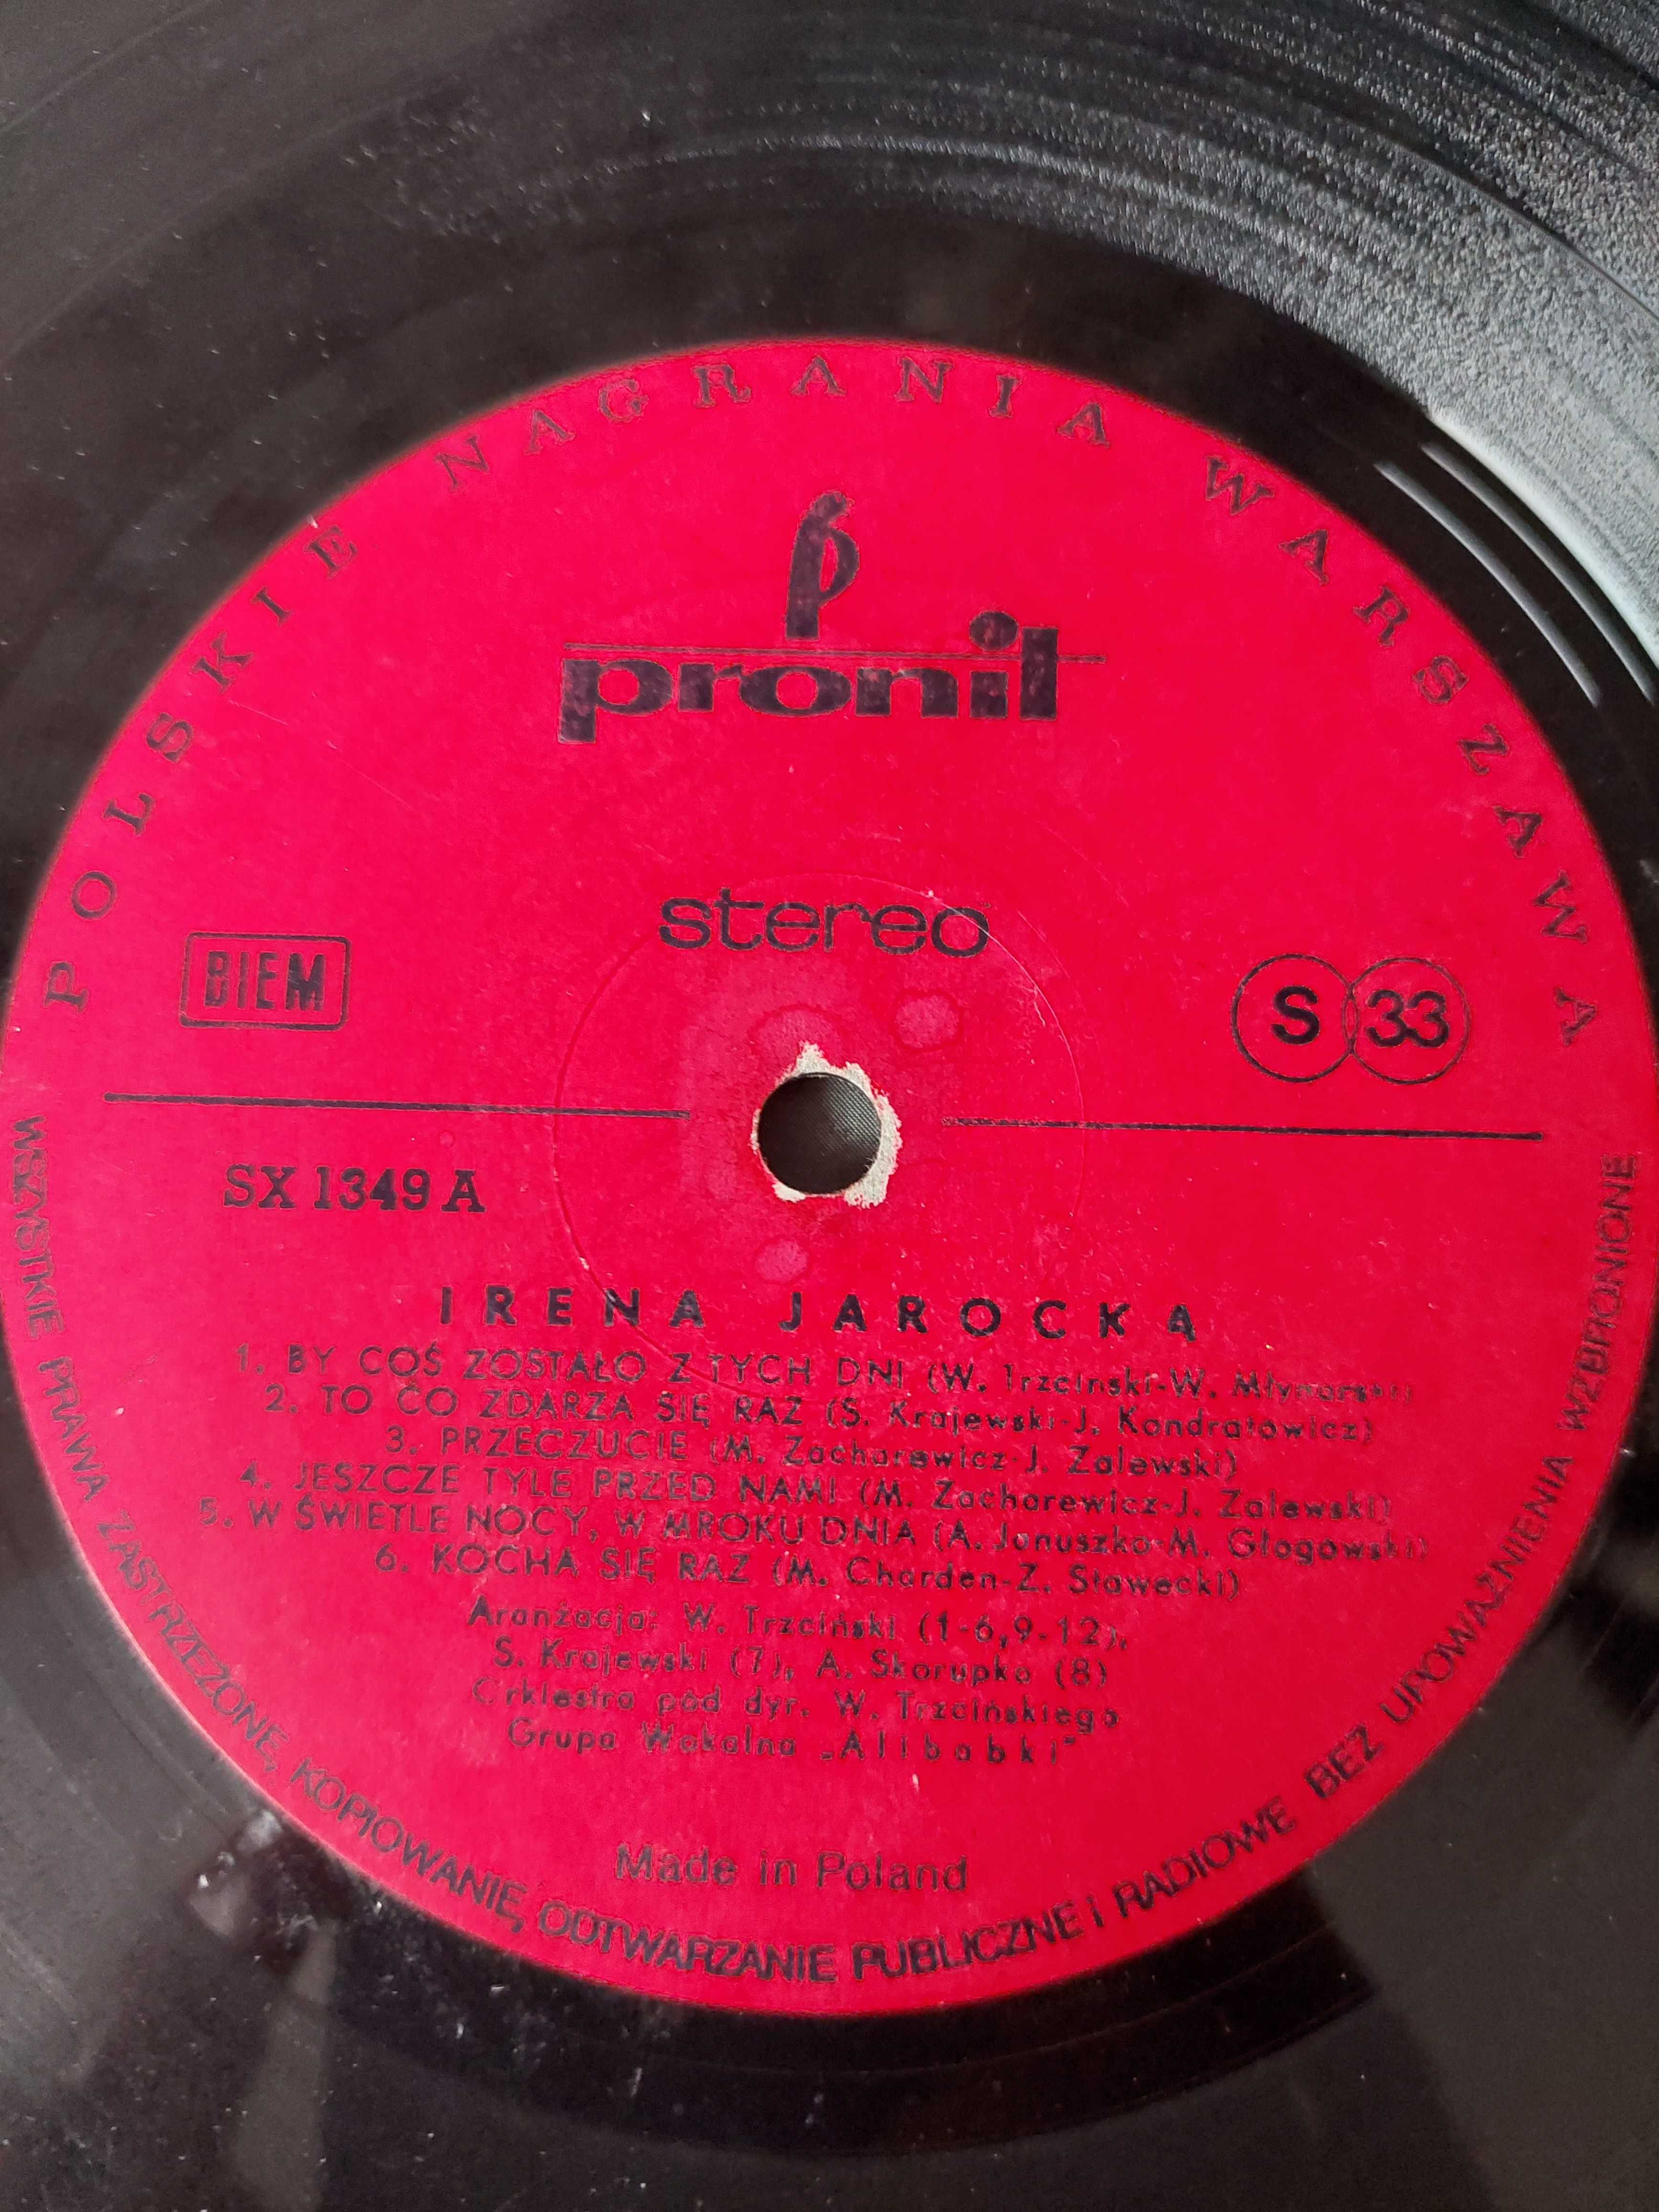 POLSKIE NAGRANIA WARSZAWA
pronit
stereo
BIEM
S 33
SX 1349 A
IRENA JAROCKA
1. BY COŚ ZOSTAŁO Z TYCH DNI (W. Trzciński-W. Młynarski)
2. TO CO ZDARZA SIĘ RAZ (S. Krajewski-J. Kondratowicz)
3. PRZECZUCIE (M. Zacharewicz-J. Zalewski)
4. JESZCZE TYLE PRZED NAMI (M. Zacharewicz-J. Zalewski)
5. W ŚWIETLE NOCY, W MROKU DNIA (A. Januszko-M. Głogowski)
6. KOCHA SIĘ RAZ (M. Charden-Z. Stawecki)
Aranżacja: W. Trzciński (1-6,9-12),
S. Krajewski (7), A. Skorupka (8)
Orkiestra pod dyr. W. Trzcińskiego
Grupa Wokalna „Alibabki"
Made in Poland
WSZYSTKIE PRAWA ZASTRZEŻONE, KOPIOWANIE, ODTWARZANIE PUBLICZNE I RADIOWE BEZ UPOWAŻNIENIA WZBRONIONE